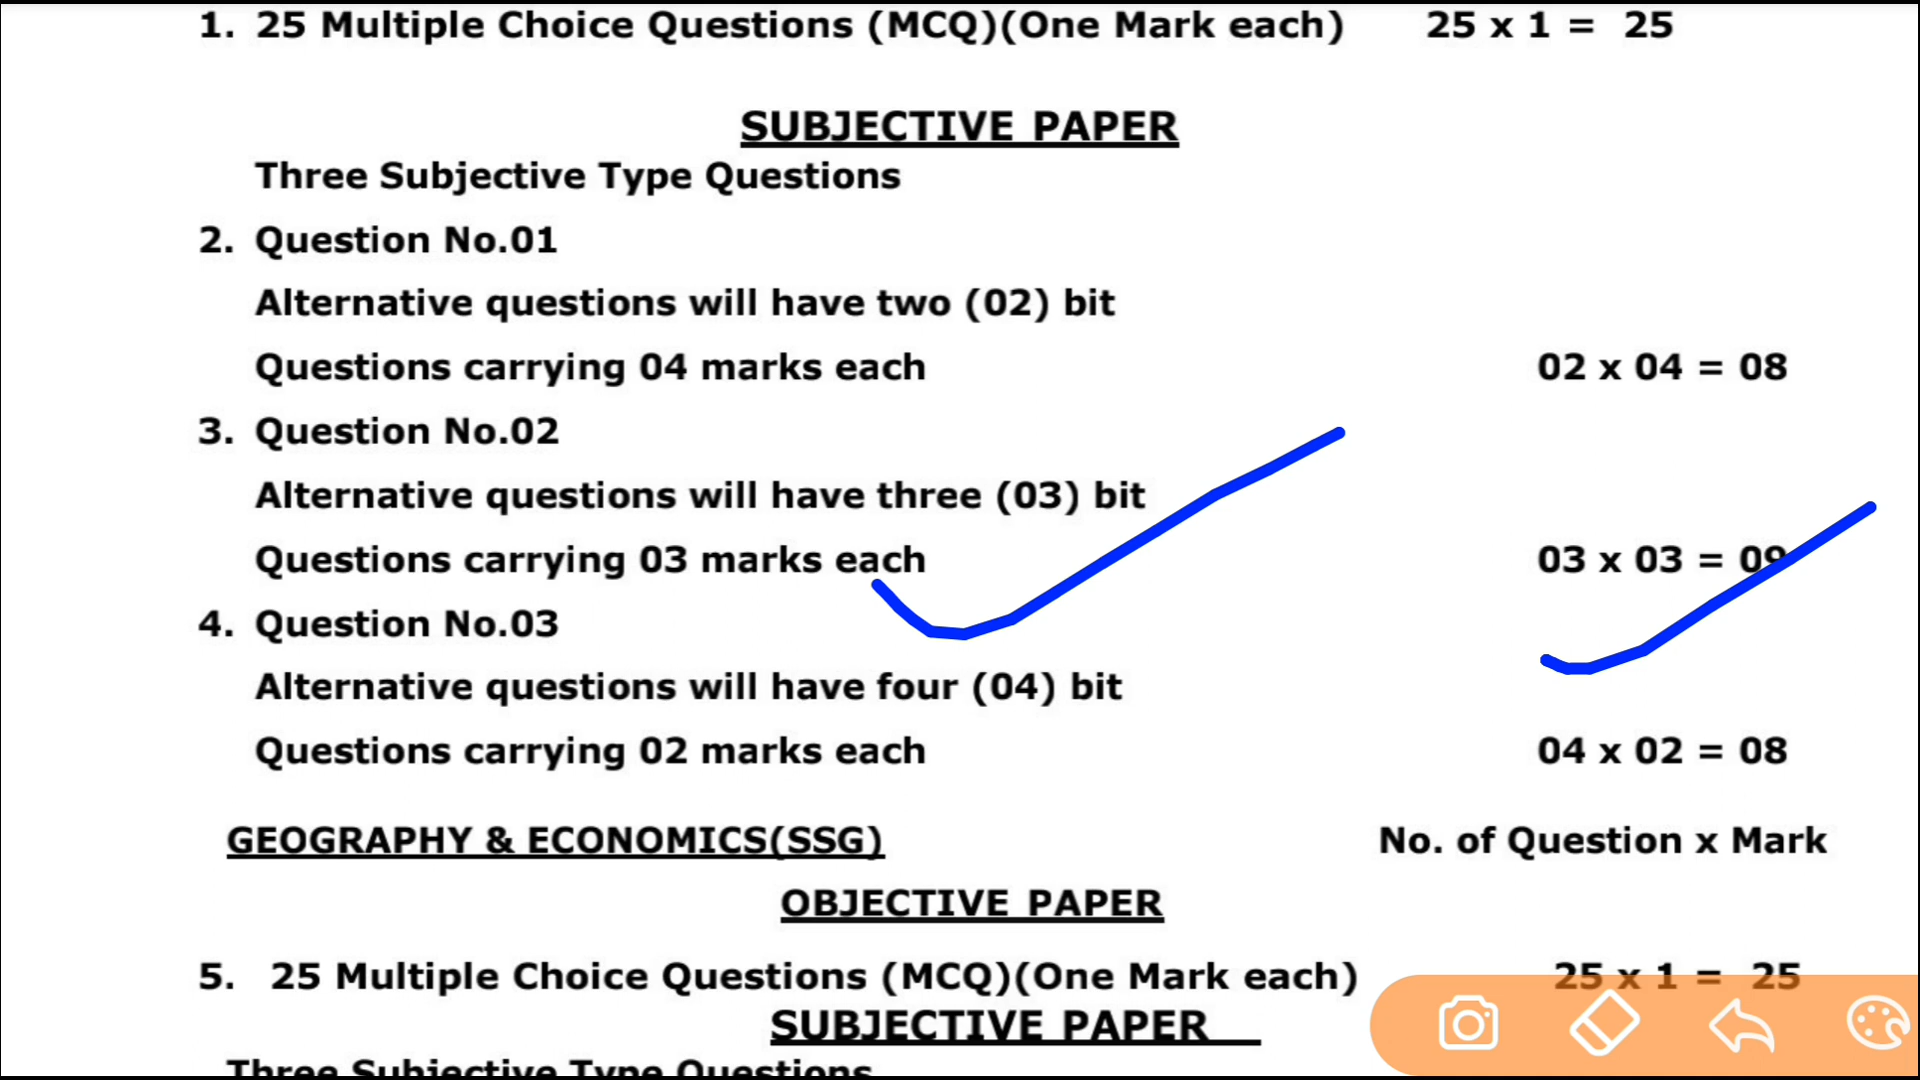 1. 25 Multiple Choice Questions (MCQ)(One Mark each) 25 x 1 = 25
SUBJECTIVE PAPER
Three Subjective Type Questions
2. Question No.01
Alternative questions will have two (02) bit
Questions carrying 04 marks each 02 x 04 = 08
3. Question No.02
Alternative questions will have three (03) bit
Questions carrying 03 marks each 03 x 03 = 09
4. Question No.03
Alternative questions will have four (04) bit
Questions carrying 02 marks each 04 x 02 = 08
GEOGRAPHY & ECONOMICS(SSG) No. of Question x Mark
OBJECTIVE PAPER
5. 25 Multiple Choice Questions (MCQ)(One Mark each) 25 x 1 = 25
SUBJECTIVE PAPER
Three Subjective Type Questions